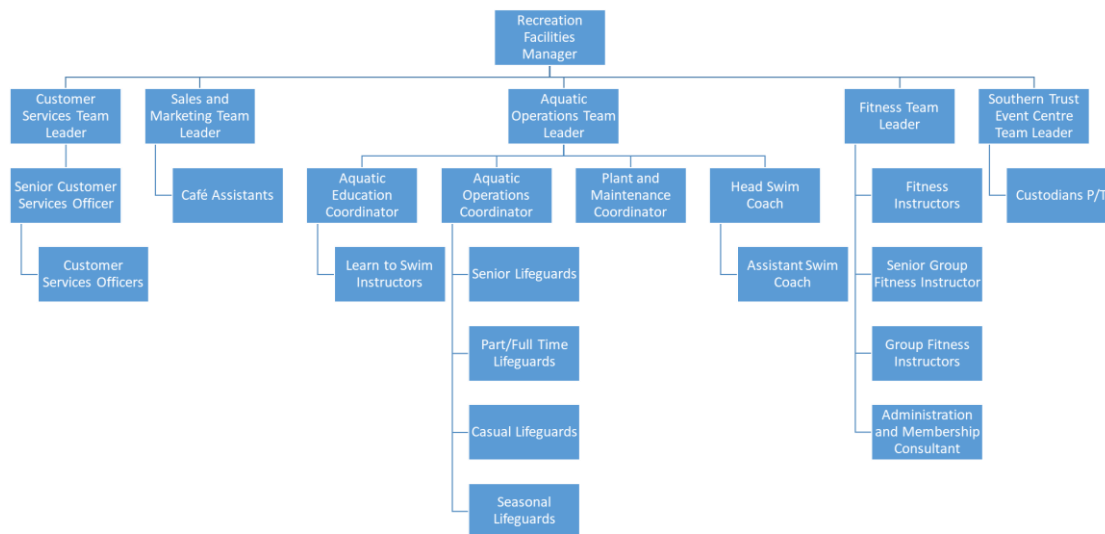 Recreation
Facilities
Manager
Customer
Services Team
Leader
Sales and
Marketing Team
Leader
Aquatic
Operations Team
Leader
Fitness Team
Leader
Southern Trust
Event Centre
Team Leader
Senior Customer
Services Officer
Café Assistants
Aquatic
Education
Coordinator
Aquatic
Operations
Coordinator
Plant and
Maintenance
Coordinator
Head Swim
Coach
Fitness
Instructors
Custodians P/T
Customer
Services Officers
Learn to Swim
Instructors
Senior Lifeguards
Assistant Swim
Coach
Senior Group
Fitness Instructor
Part/Full Time
Lifeguards
Group Fitness
Instructors
Casual Lifeguards
Administration
and Membership
Consultant
Seasonal
Lifeguards